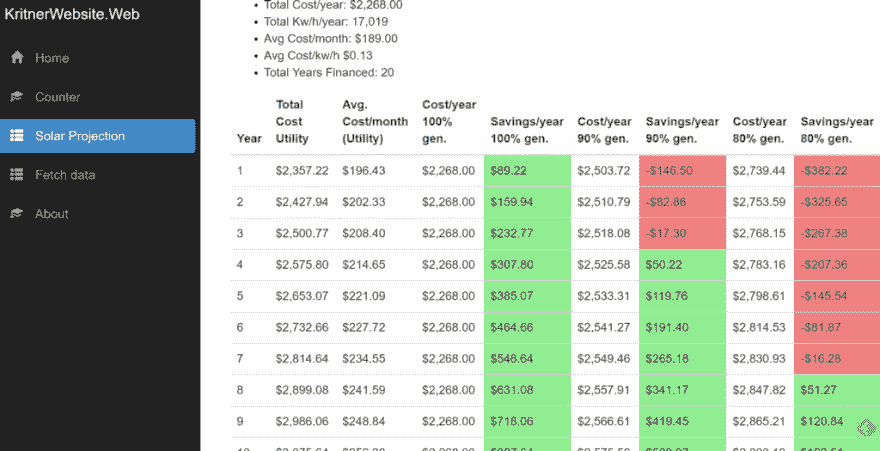 KritnerWebsite.Web
Home
Counter
Solar Projection
Fetch data
About
Total Cost/year: $2,268.00
Total Kw/h/year: 17,019
Avg Cost/month: $189.00
Avg Cost/kw/h $0.13
Total Years Financed: 20
Year Total Cost Utility Avg. Cost/month (Utility) Cost/year 100% gen. Savings/year 100% gen. Cost/year 90% gen. Savings/year 90% gen. Cost/year 80% gen. Savings/year 80% gen.
1 $2,357.22 $196.43 $2,268.00 $89.22 $2,503.72 -$146.50 $2,739.44 -$382.22
2 $2,427.94 $202.33 $2,268.00 $159.94 $2,510.79 -$82.86 $2,753.59 -$325.65
3 $2,500.77 $208.40 $2,268.00 $232.77 $2,518.08 -$17.30 $2,768.15 -$267.38
4 $2,575.80 $214.65 $2,268.00 $307.80 $2,525.58 $50.22 $2,783.16 -$207.36
5 $2,653.07 $221.09 $2,268.00 $385.07 $2,533.31 $119.76 $2,798.61 -$145.54
6 $2,732.66 $227.72 $2,268.00 $464.66 $2,541.27 $191.40 $2,814.53 -$81.87
7 $2,814.64 $234.55 $2,268.00 $546.64 $2,549.46 $265.18 $2,830.93 -$16.28
8 $2,899.08 $241.59 $2,268.00 $631.08 $2,557.91 $341.17 $2,847.82 $51.27
9 $2,986.06 $248.84 $2,268.00 $718.06 $2,566.61 $419.45 $2,865.21 $120.84